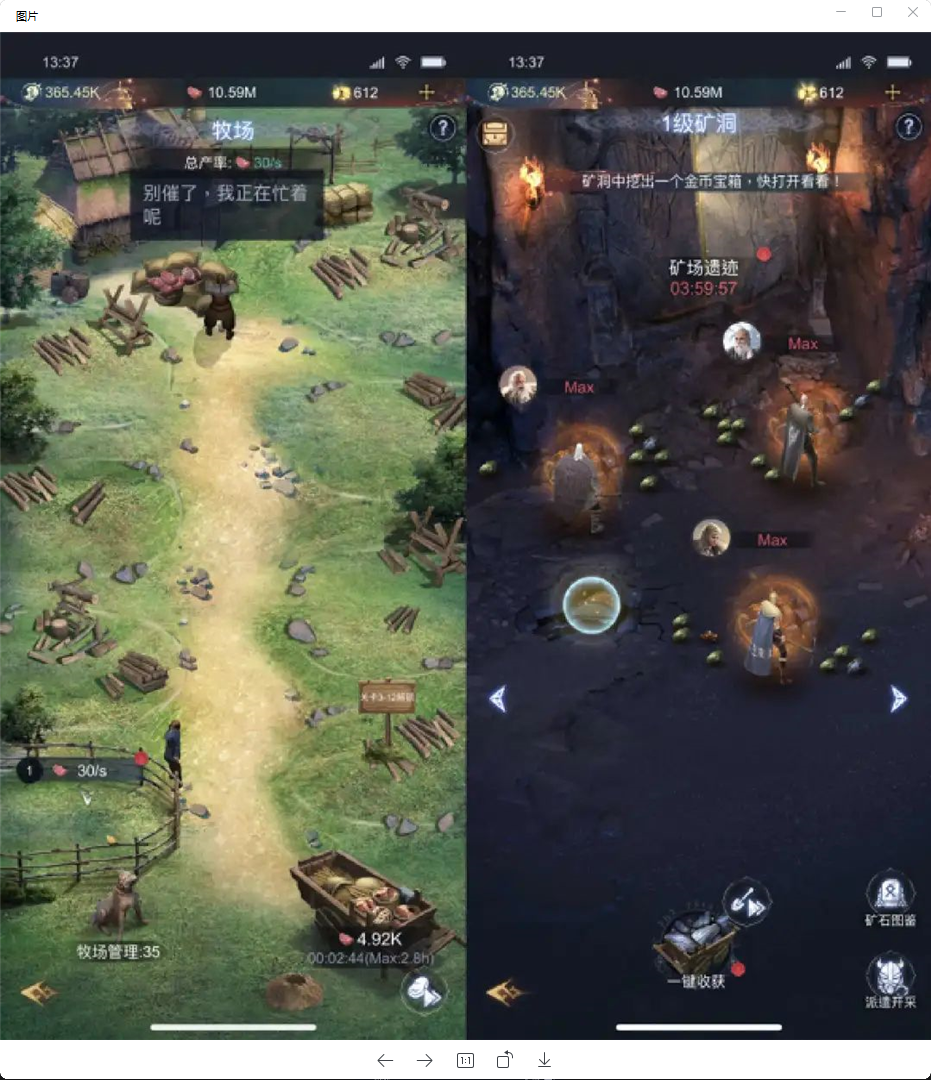 图片
13:37
365.45K
10.59M
612
牧场
?
总产率: 30/s
别催了，我正在忙着
呢
1
30/s
牧场管理:35
4.92K
00:02:44(Max:2.8h)
13:37
365.45K
10.59M
612
1级矿洞
?
矿洞中挖出一个金币宝箱，快打开看看！
矿场遗迹
03:59:57
Max
Max
Max
矿石图鉴
一键收获
派遣开采
1:1